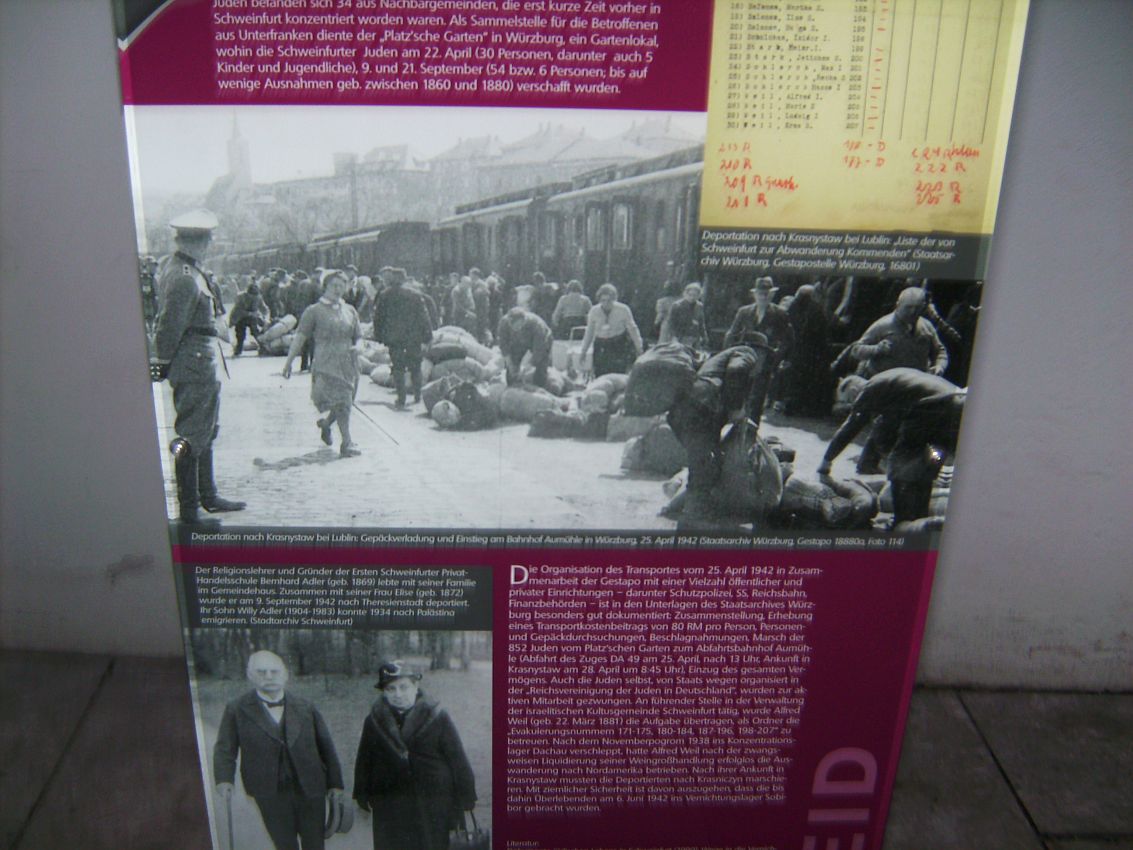 Juden befanden sich 34 aus Nachbargemeinden, die erst kurze Zeit vorher in
Schweinfurt konzentriert worden waren. Als Sammelstelle für die Betroffenen
aus Unterfranken diente der „Platz'sche Garten“ in Würzburg, ein Gartenlokal,
wohin die Schweinfurter Juden am 22. April (30 Personen, darunter auch 5
Kinder und Jugendliche), 9. und 21. September (54 bzw. 6 Personen; bis auf
wenige Ausnahmen geb. zwischen 1860 und 1880) verschafft wurden.
Deportation nach Krasnystaw bei Lublin: „Liste der von
Schweinfurt zur Abwanderung Kommenden“ (Staatsar-
chiv Würzburg, Gestapostelle Würzburg, 16801)
Deportation nach Krasnystaw bei Lublin: Gepäckverladung und Einstieg am Bahnhof Aumühle in Würzburg, 25. April 1942 (Staatsarchiv Würzburg, Gestapo 18880a, Foto 114)
Der Religionslehrer und Gründer der Ersten Schweinfurter Privat-
Handelsschule Bernhard Adler (geb. 1869) lebte mit seiner Familie
im Gemeindehaus. Zusammen mit seiner Frau Elise (geb. 1872)
wurde er am 9. September 1942 nach Theresienstadt deportiert.
Ihr Sohn Willy Adler (1904-1983) konnte 1934 nach Palästina
emigrieren. (Stadtarchiv Schweinfurt)
Die Organisation des Transportes vom 25. April 1942 in Zusam-
menarbeit der Gestapo mit einer Vielzahl öffentlicher und
privater Einrichtungen – darunter Schutzpolizei, SS, Reichsbahn,
Finanzbehörden – ist in den Unterlagen des Staatsarchives Würz-
burg besonders gut dokumentiert: Zusammenstellung, Erhebung
eines Transportkostenbeitrags von 80 RM pro Person, Personen-
und Gepäckdurchsuchungen, Beschlagnahmungen, Marsch der
852 Juden vom Platz'schen Garten zum Abfahrtsbahnhof Aumüh-
le (Abfahrt des Zuges DA 49 am 25. April, nach 13 Uhr, Ankunft in
Krasnystaw am 28. April um 8.45 Uhr), Einzug des gesamten Ver-
mögens. Auch die Juden selbst, von Staats wegen organisiert in
der „Reichsvereinigung der Juden in Deutschland“, wurden zur ak-
tiven Mitarbeit gezwungen. An führender Stelle in der Verwaltung
der israelitischen Kultusgemeinde Schweinfurt tätig, wurde Alfred
Weil (geb. 22. März 1881) die Aufgabe übertragen, als Ordner die
„Evakuierungsnummern 171-175, 180-184, 187-196, 198-207“ zu
betreuen. Nach dem Novemberpogrom 1938 ins Konzentrations-
lager Dachau verschleppt, hatte Alfred Weil nach der zwangs-
weisen Liquidierung seiner Weingroßhandlung erfolglos die Aus-
wanderung nach Nordamerika betrieben. Nach ihrer Ankunft in
Krasnystaw mussten die Deportierten nach Krasniczyn marschie-
ren. Mit ziemlicher Sicherheit ist davon auszugehen, dass die bis
dahin Überlebenden am 6. Juni 1942 ins Vernichtungslager Sobi-
bor gebracht wurden.
Literatur:
EID